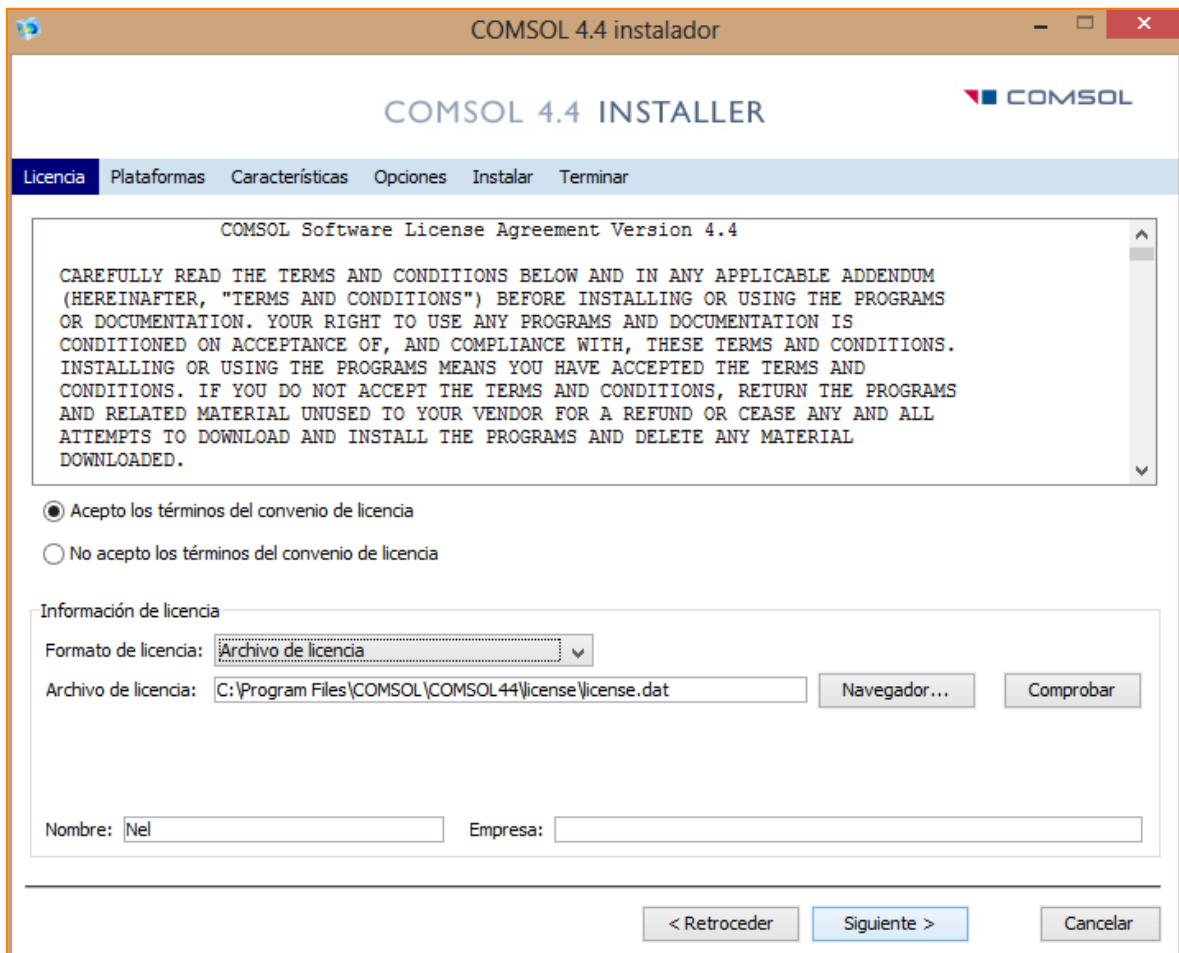 COMSOL 4.4 instalador
COMSOL 4.4 INSTALLER
COMSOL
Licencia Plataformas Características Opciones Instalar Terminar
COMSOL Software License Agreement Version 4.4
CAREFULLY READ THE TERMS AND CONDITIONS BELOW AND IN ANY APPLICABLE ADDENDUM
(HEREINAFTER, "TERMS AND CONDITIONS") BEFORE INSTALLING OR USING THE PROGRAMS
OR DOCUMENTATION. YOUR RIGHT TO USE ANY PROGRAMS AND DOCUMENTATION IS
CONDITIONED ON ACCEPTANCE OF, AND COMPLIANCE WITH, THESE TERMS AND CONDITIONS.
INSTALLING OR USING THE PROGRAMS MEANS YOU HAVE ACCEPTED THE TERMS AND
CONDITIONS. IF YOU DO NOT ACCEPT THE TERMS AND CONDITIONS, RETURN THE PROGRAMS
AND RELATED MATERIAL UNUSED TO YOUR VENDOR FOR A REFUND OR CEASE ANY AND ALL
ATTEMPTS TO DOWNLOAD AND INSTALL THE PROGRAMS AND DELETE ANY MATERIAL
DOWNLOADED.
Acepto los términos del convenio de licencia
No acepto los términos del convenio de licencia
Información de licencia
Formato de licencia: Archivo de licencia
Archivo de licencia: C:\Program Files\COMSOL\COMSOL44\license\license.dat Navegador... Comprobar
Nombre: Nel Empresa:
< Retroceder Siguiente > Cancelar